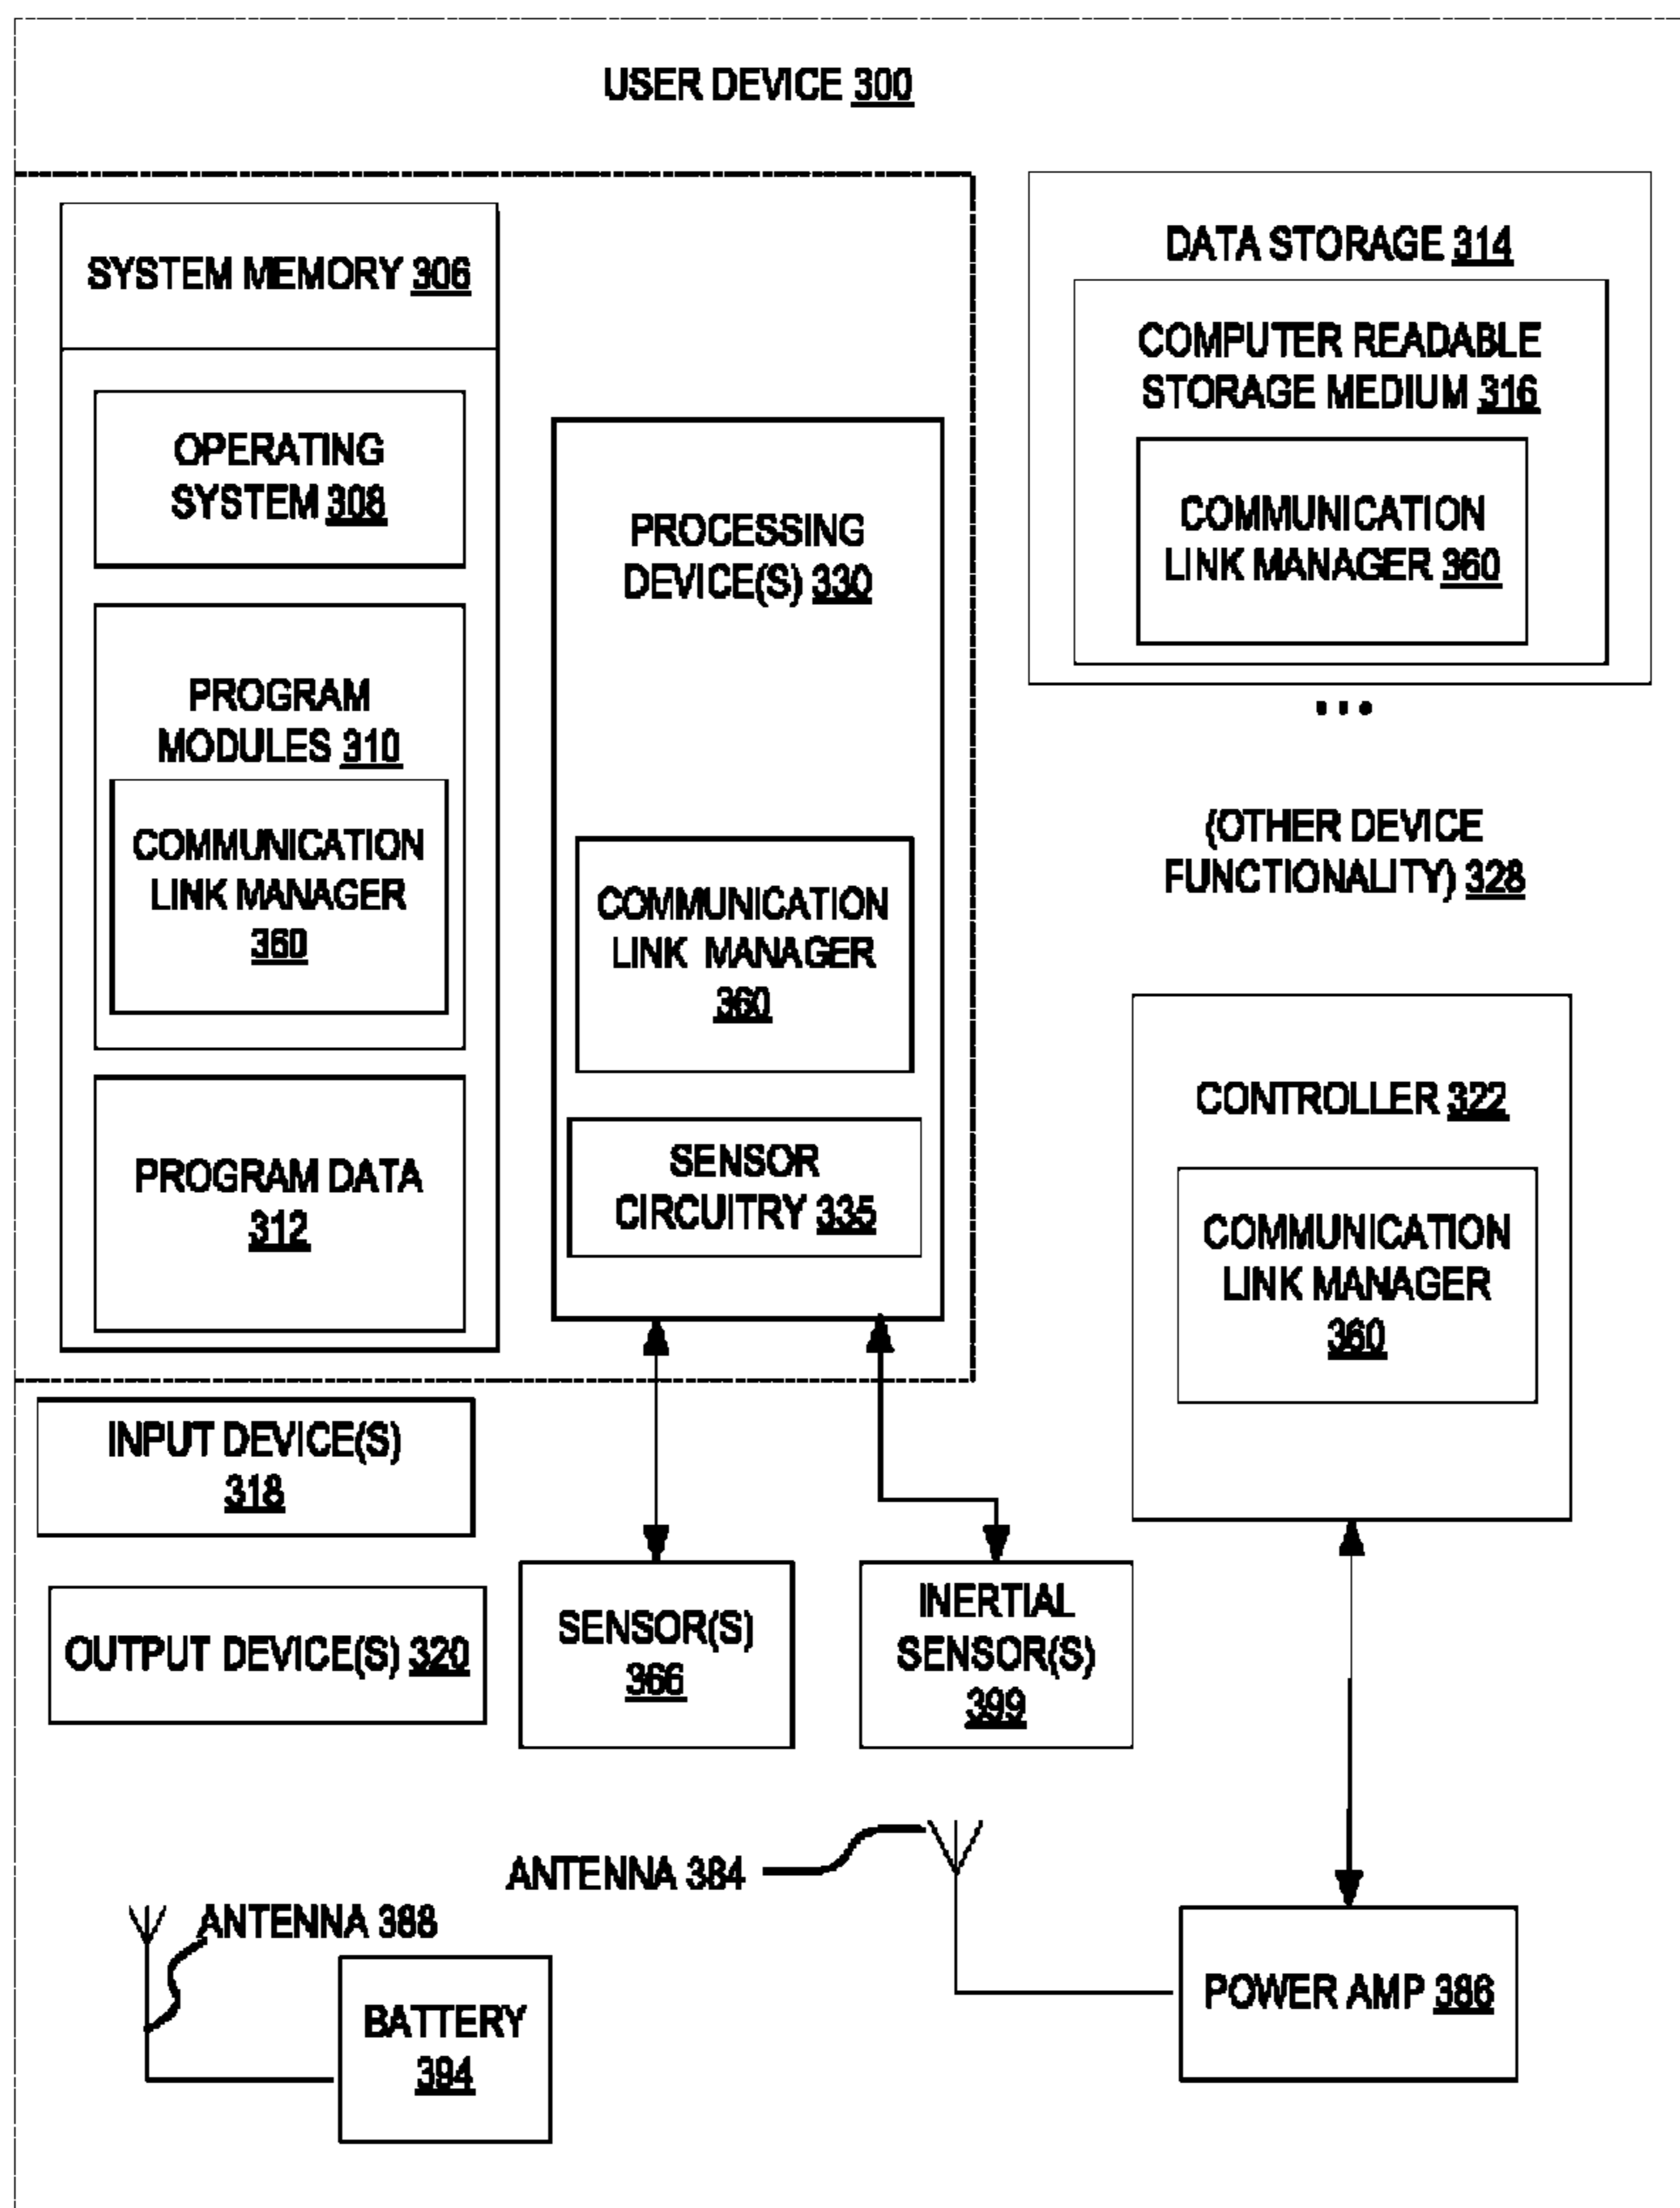 USER DEVICE 300
SYSTEM MEMORY 306
OPERATING
SYSTEM 308
PROGRAM
MODULES 310
COMMUNICATION
LINK MANAGER
360
PROGRAM DATA
312
PROCESSING
DEVICE(S) 330
COMMUNICATION
LINK MANAGER
360
SENSOR
CIRCUITRY 335
DATA STORAGE 314
COMPUTER READABLE
STORAGE MEDIUM 316
COMMUNICATION
LINK MANAGER 360
...
(OTHER DEVICE
FUNCTIONALITY) 328
CONTROLLER 322
COMMUNICATION
LINK MANAGER
360
INPUT DEVICE(S)
318
OUTPUT DEVICE(S) 320
SENSOR(S)
366
INERTIAL
SENSOR(S)
399
ANTENNA 384
ANTENNA 388
BATTERY
394
POWER AMP 386